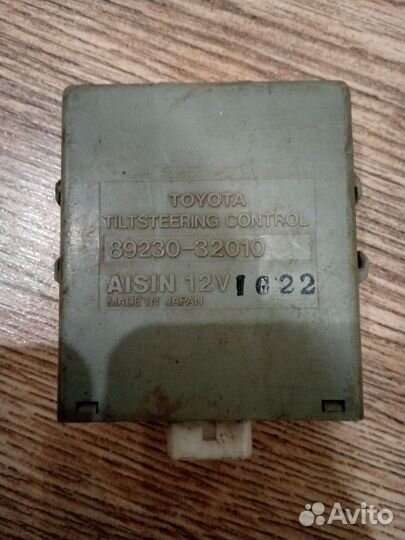 TOYOTA
TILTSTEERING CONTROL
89230-32010
AISIN 12V 1G22
MADE IN JAPAN
Avito